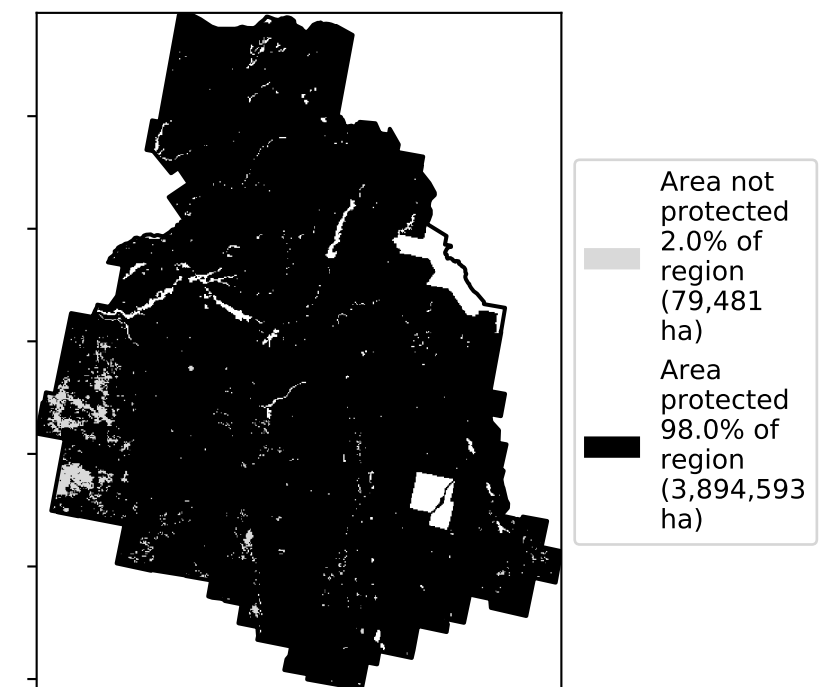 Area not
protected
2.0% of
region
(79,481
ha)
Area
protected
98.0% of
region
(3,894,593
ha)